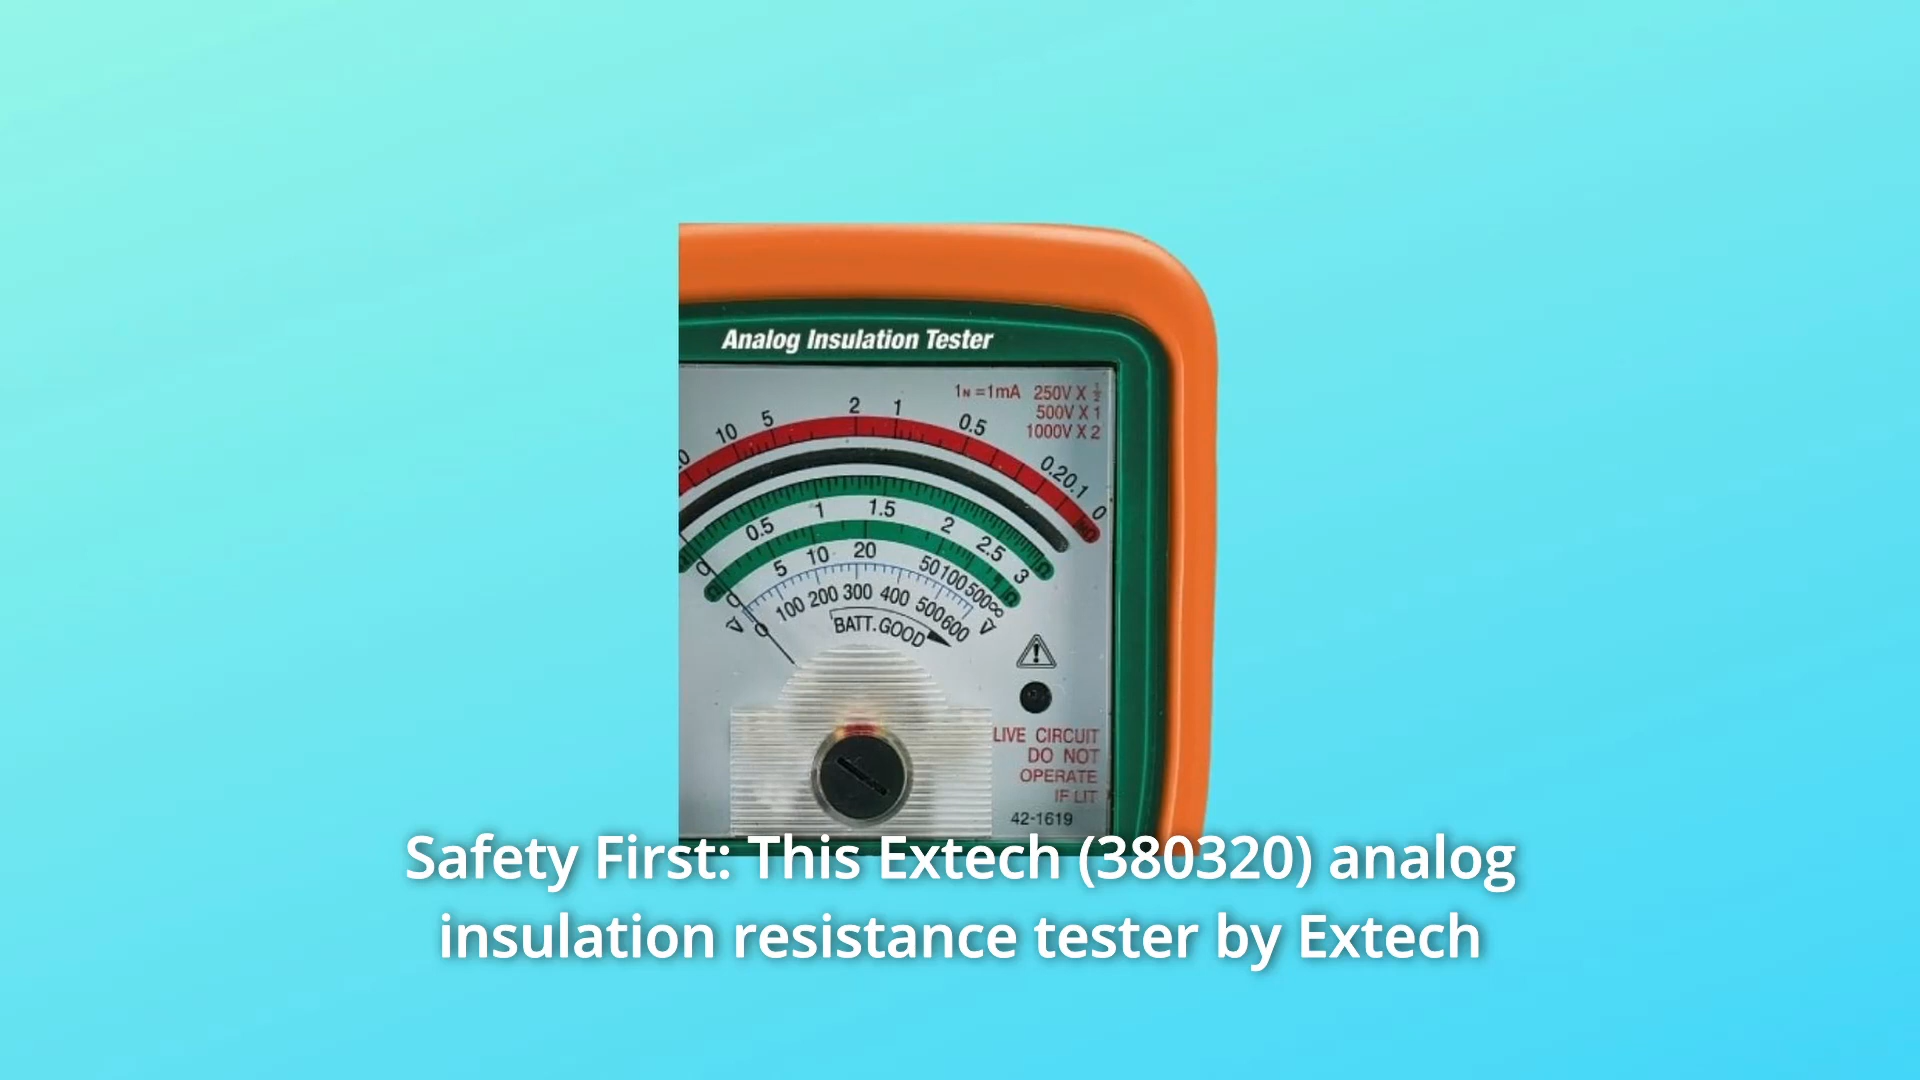 Analog Insulation Tester
1N=1mA 250V X 1/2
500V X 1
1000V X 2
10 5 2 1 0.5 0.2 0.1 0
0 0.5 1 1.5 2 2.5 3 Ω
0 5 10 20 50 100 500 ∞
V 0 100 200 300 400 500 600 V
BATT. GOOD
LIVE CIRCUIT
DO NOT
OPERATE
IF LIT
42-1619
Safety First: This Extech (380320) analog
insulation resistance tester by Extech